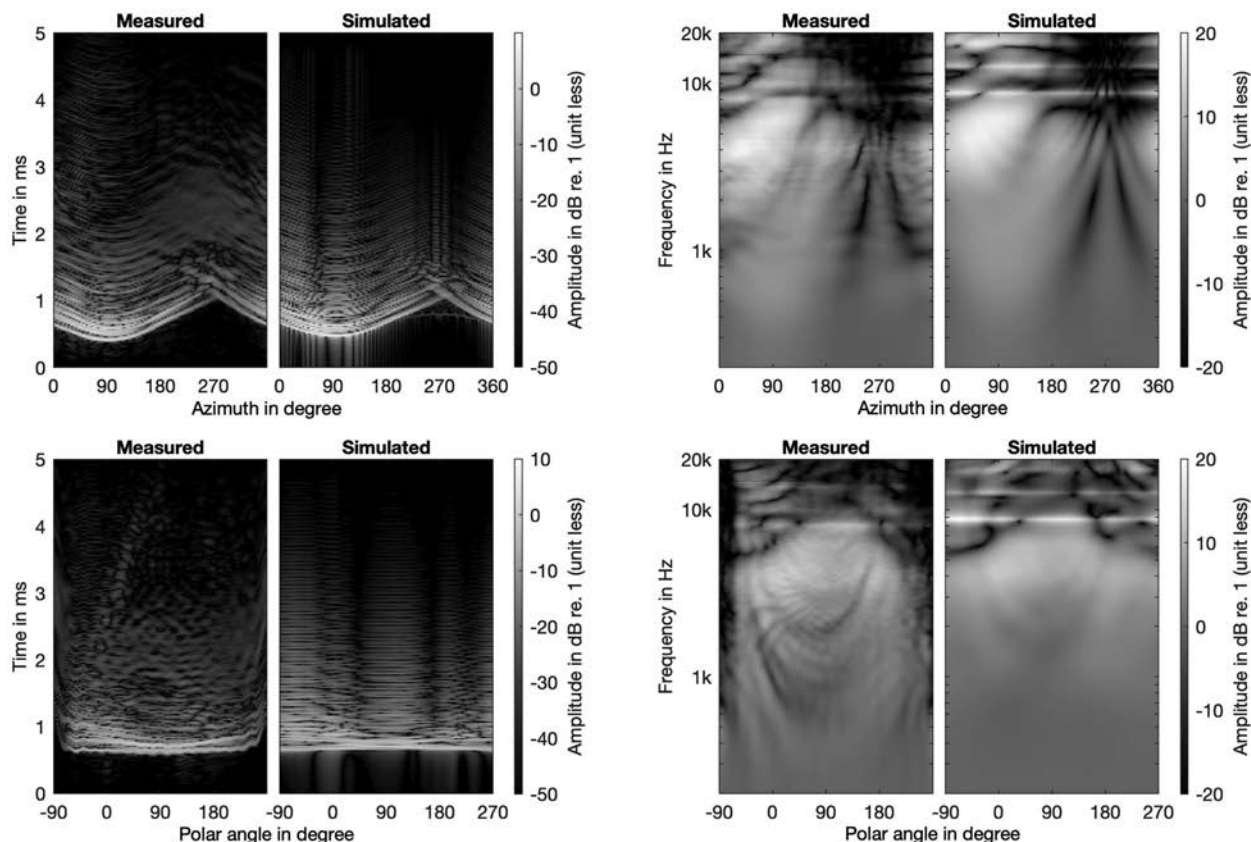 Measured Simulated
5
4
3
2
1
0
Time in ms
0 90 180 270 0 90 180 270 360
Azimuth in degree
0
-10
-20
-30
-40
-50
Amplitude in dB re. 1 (unit less)
Measured Simulated
20k
10k
1k
Frequency in Hz
0 90 180 270 0 90 180 270 360
Azimuth in degree
20
10
0
-10
-20
Amplitude in dB re. 1 (unit less)
Measured Simulated
5
4
3
2
1
0
Time in ms
-90 0 90 180 -90 0 90 180 270
Polar angle in degree
10
0
-10
-20
-30
-40
-50
Amplitude in dB re. 1 (unit less)
Measured Simulated
20k
10k
1k
Frequency in Hz
-90 0 90 180 -90 0 90 180 270
Polar angle in degree
20
10
0
-10
-20
Amplitude in dB re. 1 (unit less)